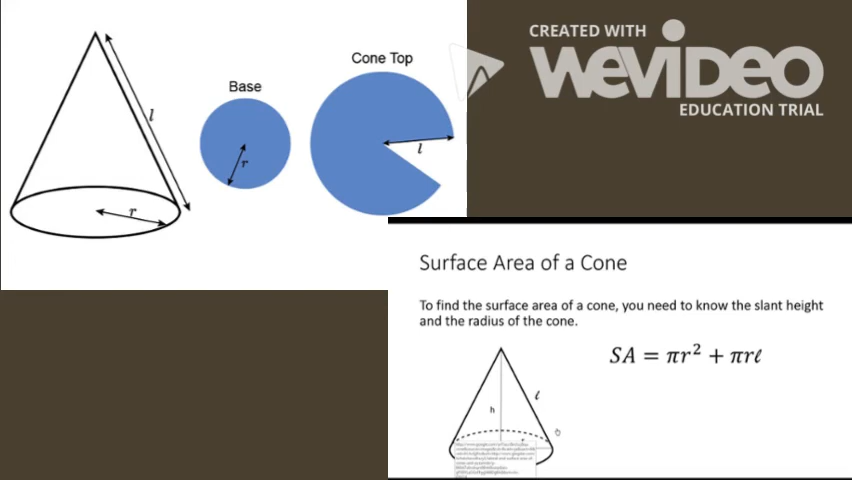 Base
Cone Top
l
r
r
l
CREATED WITH
WEVIDEO
EDUCATION TRIAL
Surface Area of a Cone
To find the surface area of a cone, you need to know the slant height
and the radius of the cone.
SA = πr² + πrℓ
ℓ
h